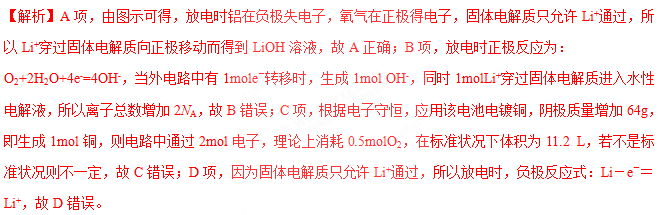 【解析】A 项，由图示可得，放电时铝在负极失电子，氧气在正极得电子，固体电解质只允许 Li⁺通过，所
以 Li⁺穿过固体电解质向正极移动而得到 LiOH 溶液，故 A 正确；B 项，放电时正极反应为：
O₂+2H₂O+4e⁻=4OH⁻，当外电路中有 1mole⁻转移时，生成 1mol OH⁻，同时 1molLi⁺穿过固体电解质进入水性
电解液，所以离子总数增加 2Nₐ，故 B 错误；C 项，根据电子守恒，应用该电池电镀铜，阴极质量增加 64g，
即生成 1mol 铜，则电路中通过 2mol 电子，理论上消耗 0.5molO₂，在标准状况下体积为 11.2 L，若不是标
准状况则不一定，故 C 错误；D 项，因为固体电解质只允许 Li⁺通过，所以放电时，负极反应式：Li－e⁻＝
Li⁺，故 D 错误。